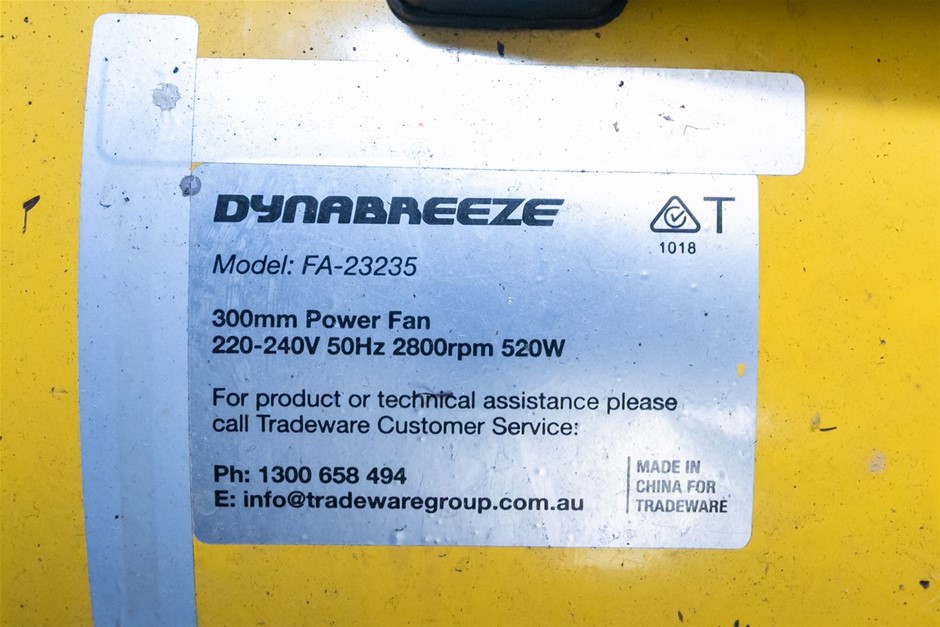 DYNABREEZE
T
1018
Model: FA-23235
300mm Power Fan
220-240V 50Hz 2800rpm 520W
For product or technical assistance please
call Tradeware Customer Service:
Ph: 1300 658 494
E: info@tradewaregroup.com.au
MADE IN
CHINA FOR
TRADEWARE